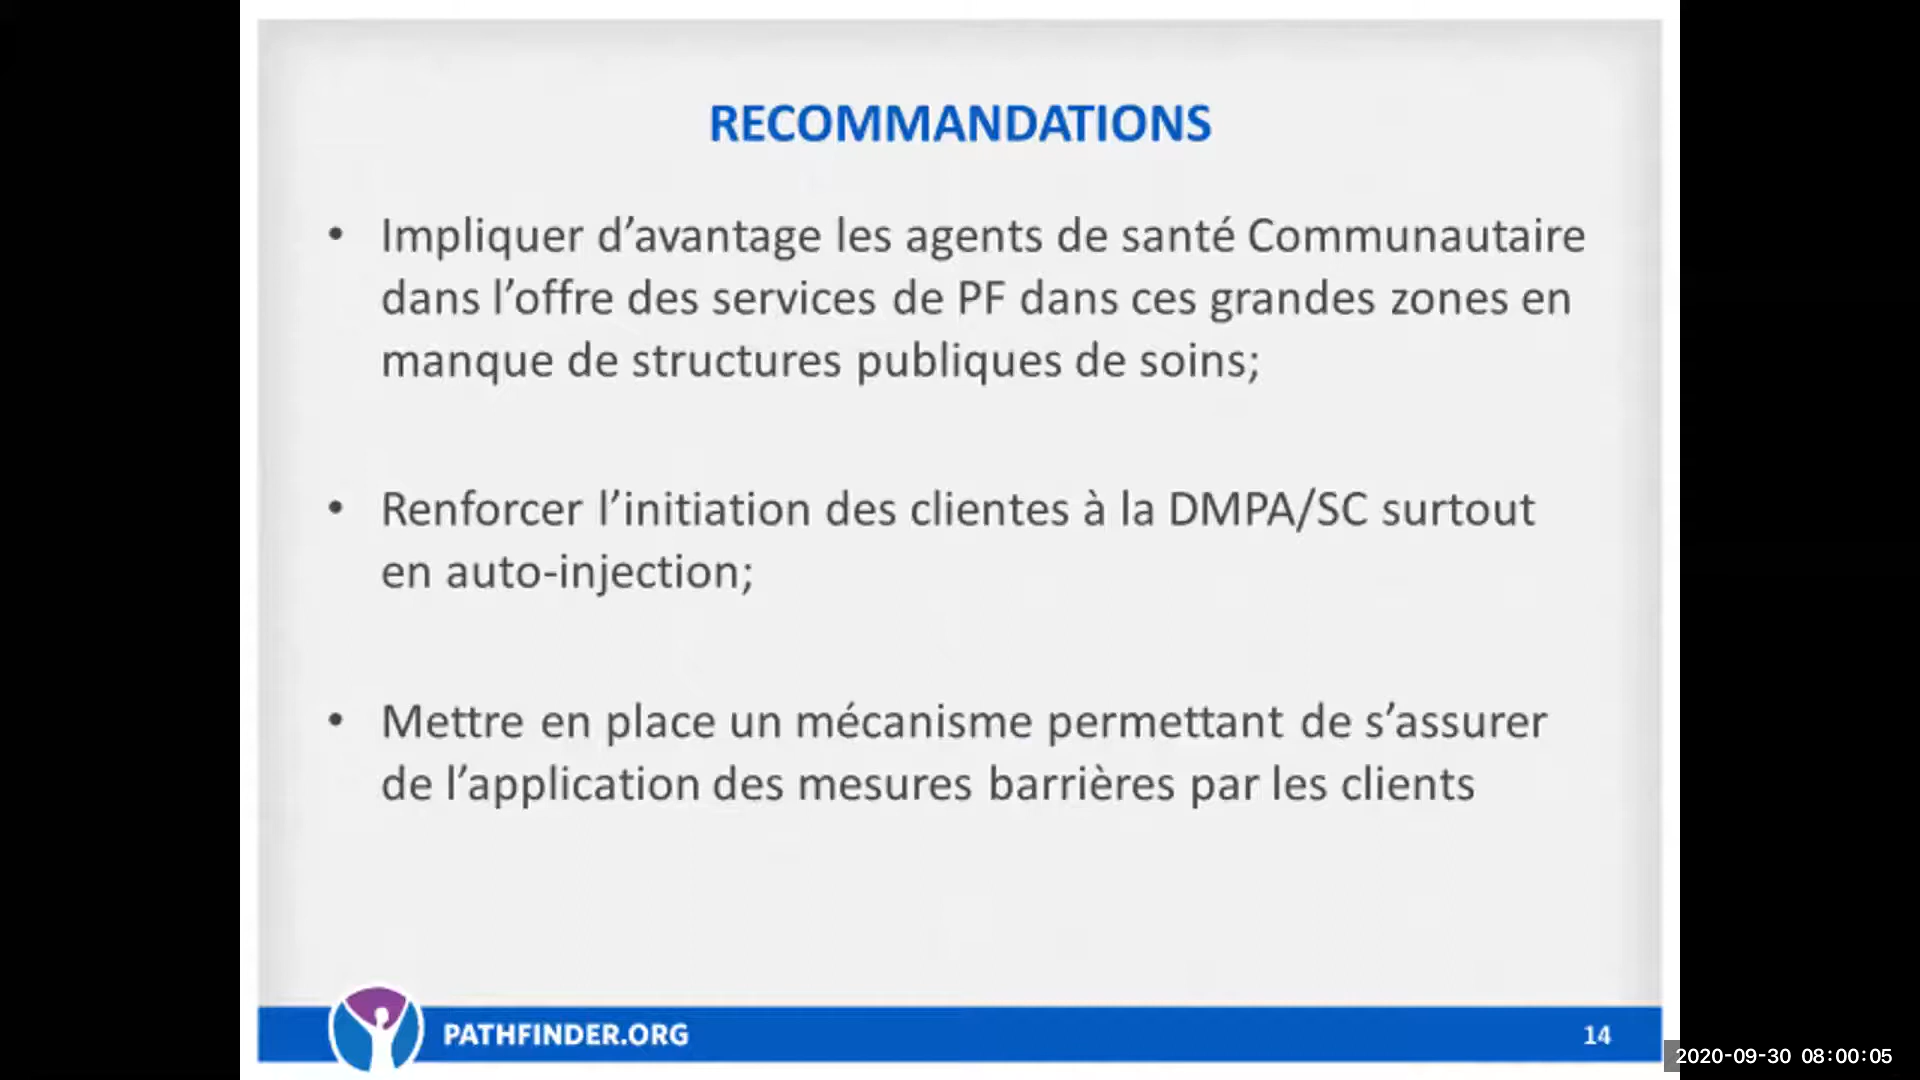 RECOMMANDATIONS
• Impliquer d’avantage les agents de santé Communautaire
dans l’offre des services de PF dans ces grandes zones en
manque de structures publiques de soins;
• Renforcer l’initiation des clientes à la DMPA/SC surtout
en auto-injection;
• Mettre en place un mécanisme permettant de s’assurer
de l’application des mesures barrières par les clients
PATHFINDER.ORG
14
2020-09-30 08:00:05